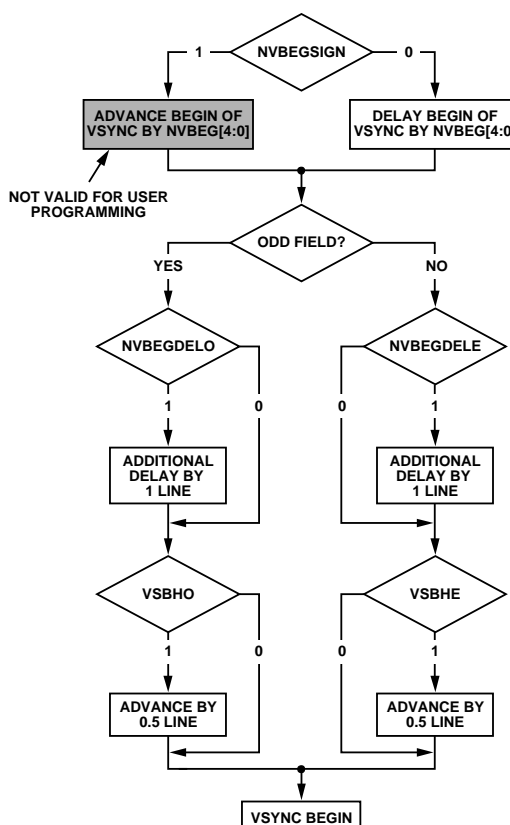 NVBEGSIGN
1
0
ADVANCE BEGIN OF
VSYNC BY NVBEG[4:0]
DELAY BEGIN OF
VSYNC BY NVBEG[4:0
NOT VALID FOR USER
PROGRAMMING
ODD FIELD?
YES
NO
NVBEGDELO
NVBEGDELE
1
0
0
1
ADDITIONAL
DELAY BY
1 LINE
ADDITIONAL
DELAY BY
1 LINE
VSBHO
VSBHE
1
0
0
1
ADVANCE BY
0.5 LINE
ADVANCE BY
0.5 LINE
VSYNC BEGIN